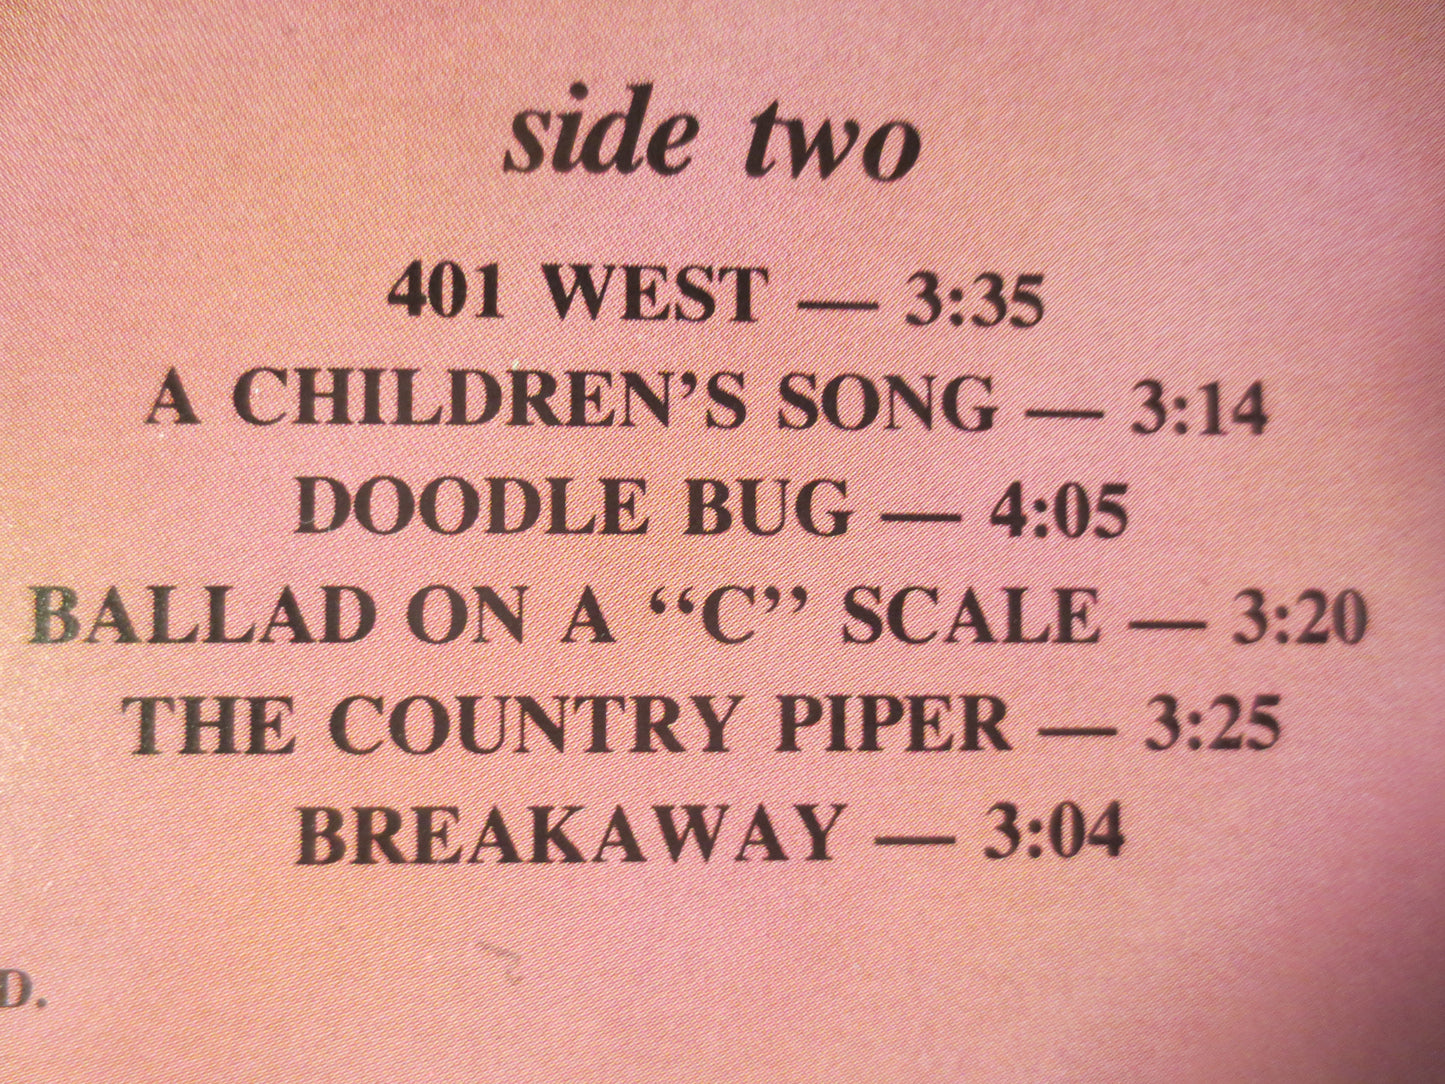 side two
401 WEST — 3:35
A CHILDREN’S SONG — 3:14
DOODLE BUG — 4:05
BALLAD ON A “C” SCALE — 3:20
THE COUNTRY PIPER — 3:25
BREAKAWAY — 3:04
D.